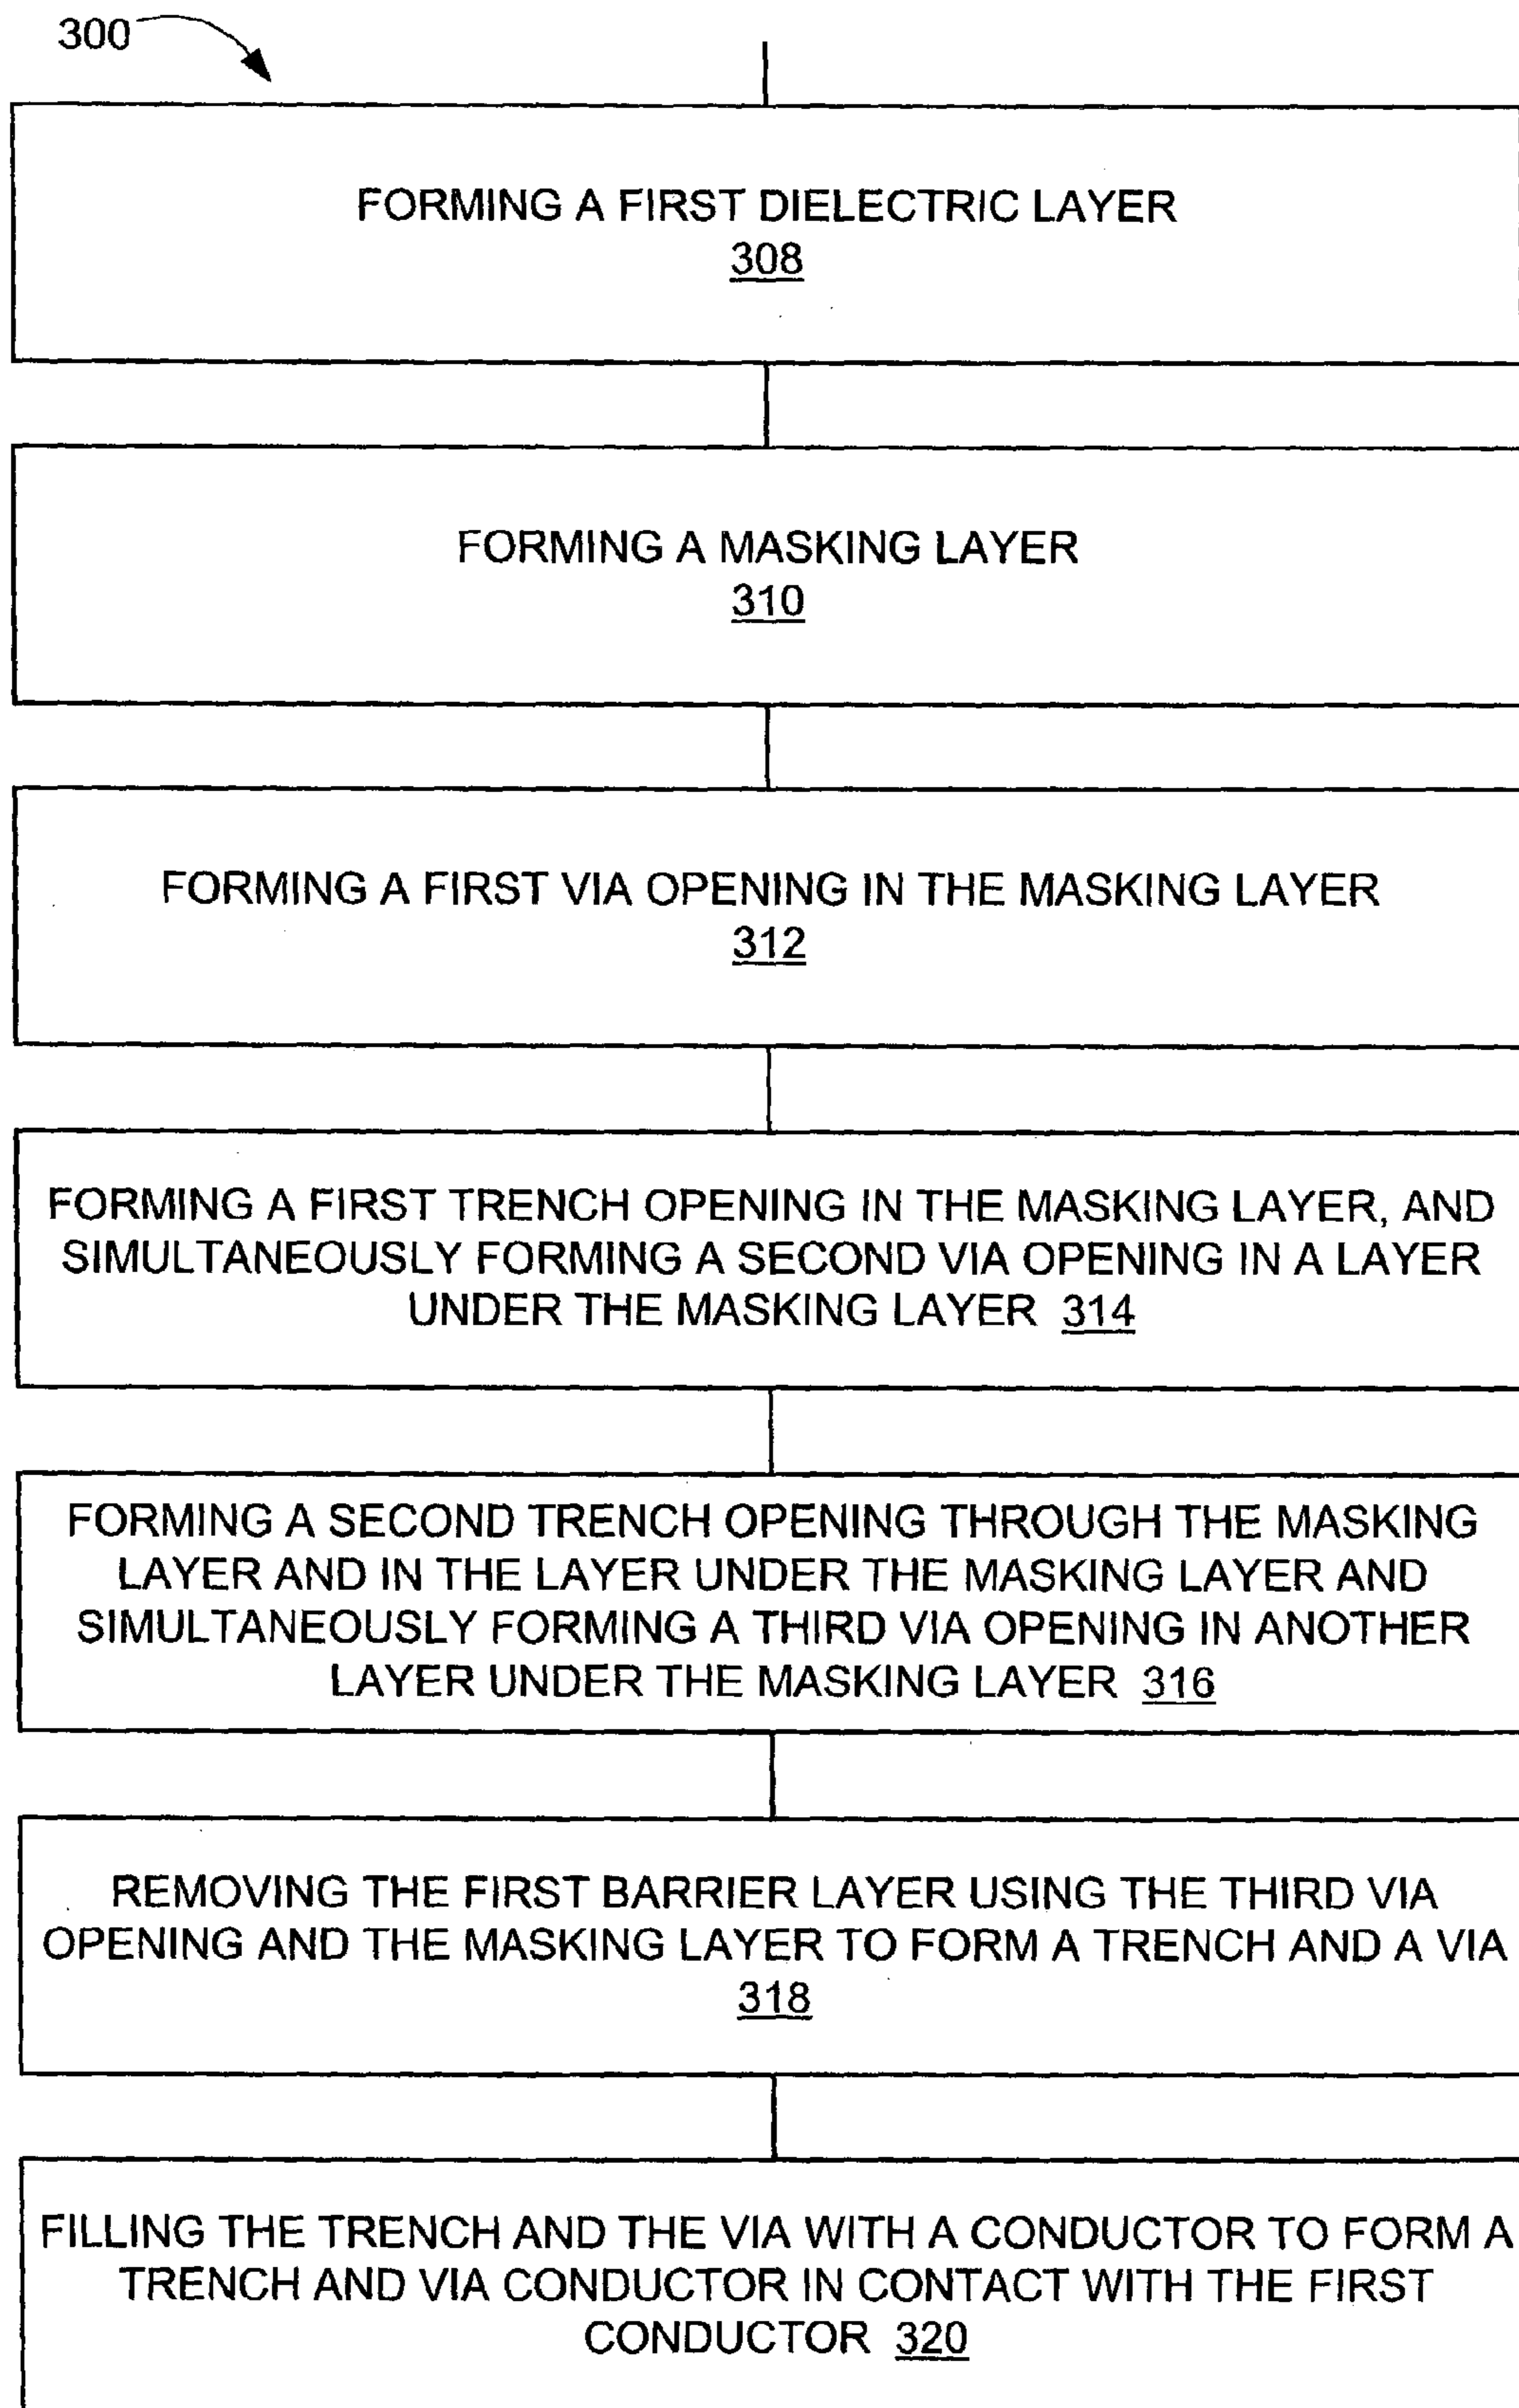 300
FORMING A FIRST DIELECTRIC LAYER
308
FORMING A MASKING LAYER
310
FORMING A FIRST VIA OPENING IN THE MASKING LAYER
312
FORMING A FIRST TRENCH OPENING IN THE MASKING LAYER, AND
SIMULTANEOUSLY FORMING A SECOND VIA OPENING IN A LAYER
UNDER THE MASKING LAYER 314
FORMING A SECOND TRENCH OPENING THROUGH THE MASKING
LAYER AND IN THE LAYER UNDER THE MASKING LAYER AND
SIMULTANEOUSLY FORMING A THIRD VIA OPENING IN ANOTHER
LAYER UNDER THE MASKING LAYER 316
REMOVING THE FIRST BARRIER LAYER USING THE THIRD VIA
OPENING AND THE MASKING LAYER TO FORM A TRENCH AND A VIA
318
FILLING THE TRENCH AND THE VIA WITH A CONDUCTOR TO FORM A
TRENCH AND VIA CONDUCTOR IN CONTACT WITH THE FIRST
CONDUCTOR 320